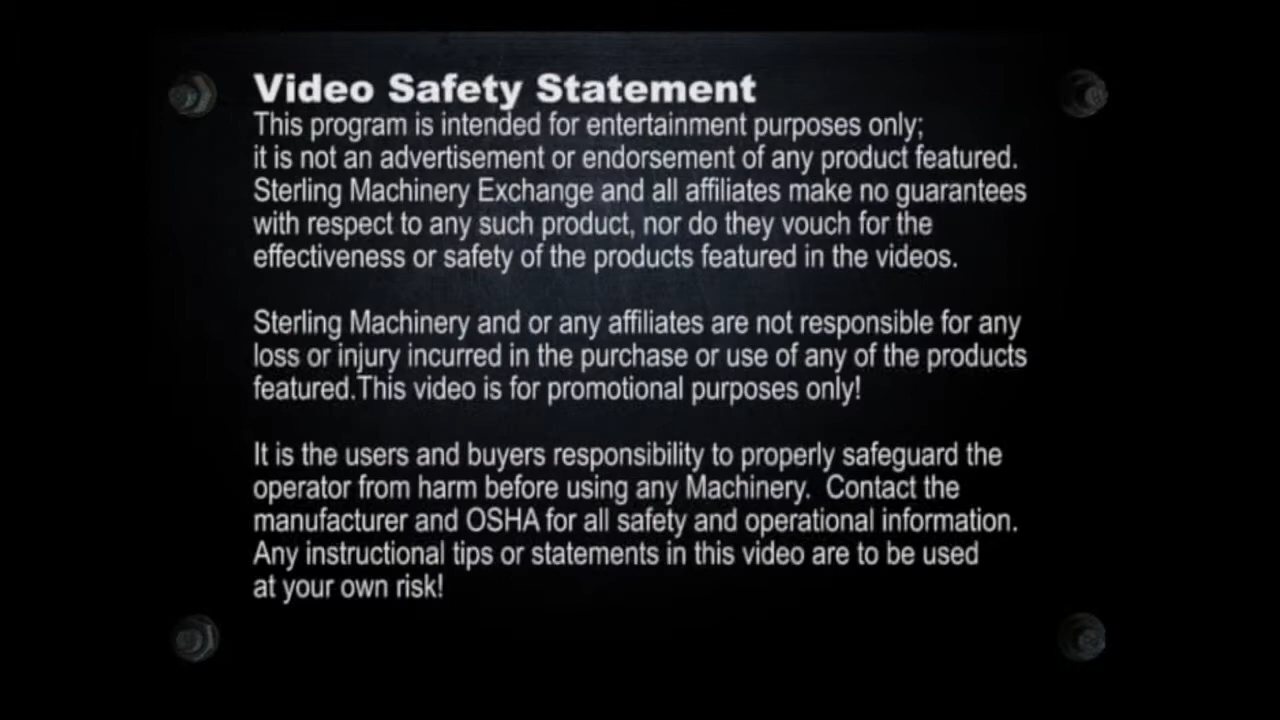 Video Safety Statement
This program is intended for entertainment purposes only;
it is not an advertisement or endorsement of any product featured.
Sterling Machinery Exchange and all affiliates make no guarantees
with respect to any such product, nor do they vouch for the
effectiveness or safety of the products featured in the videos.
Sterling Machinery and or any affiliates are not responsible for any
loss or injury incurred in the purchase or use of any of the products
featured.This video is for promotional purposes only!
It is the users and buyers responsibility to properly safeguard the
operator from harm before using any Machinery.  Contact the
manufacturer and OSHA for all safety and operational information.
Any instructional tips or statements in this video are to be used
at your own risk!